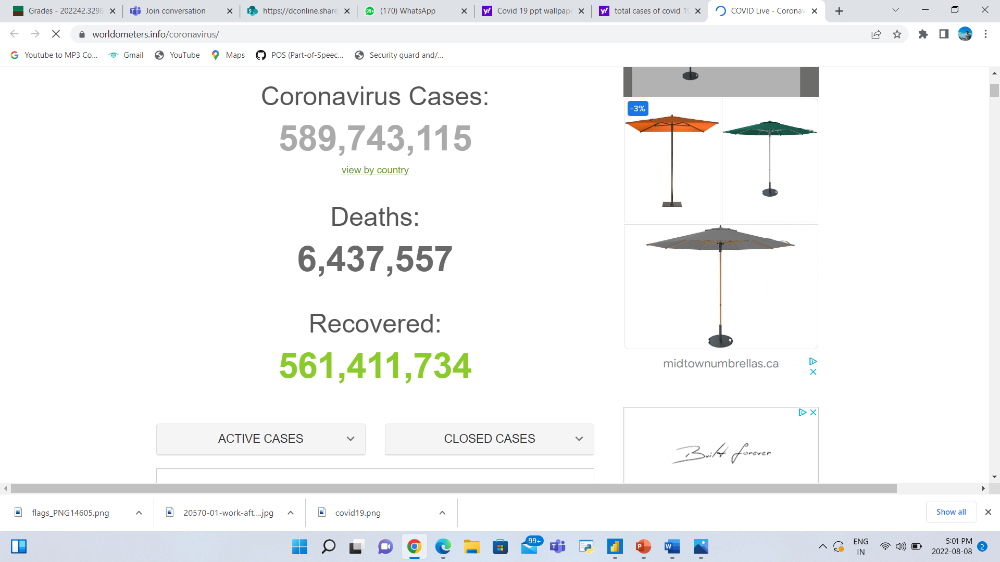 Grades - 202242.3298
Join conversation
https://dconline.share
99+
(170) WhatsApp
Covid 19 ppt wallpape
total cases of covid 19
COVID Live - Coronav
worldometers.info/coronavirus/
Youtube to MP3 Co...
Gmail
YouTube
Maps
POS (Part-of-Speec...
Security guard and/...
Coronavirus Cases:
589,743,115
view by country
Deaths:
6,437,557
Recovered:
561,411,734
ACTIVE CASES
CLOSED CASES
-3%
midtownumbrellas.ca
Built forever
flags_PNG14605.png
20570-01-work-aft....jpg
covid19.png
Show all
99+
ENG
IN
5:01 PM
2022-08-08
2